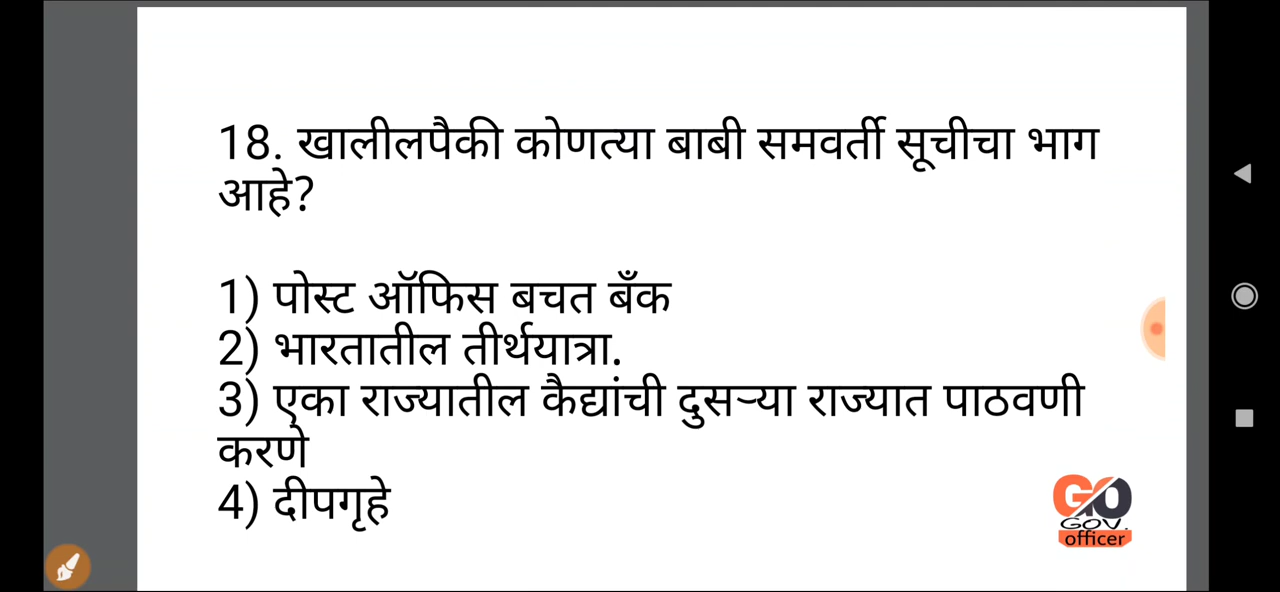 18. खालीलपैकी कोणत्या बाबी समवर्ती सूचीचा भाग
आहे?
1) पोस्ट ऑफिस बचत बँक
2) भारतातील तीर्थयात्रा.
3) एका राज्यातील कैद्यांची दुसऱ्या राज्यात पाठवणी
करणे
4) दीपगृहे
GO
GOV.
officer